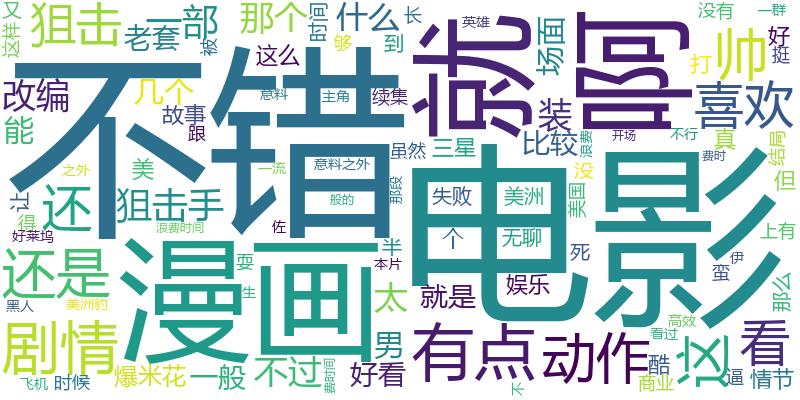 又
这样
狙击
一部
那个
时间
什么
够
长
英雄
没有
一群
老套
被
到
场面
打
帅
好
挺
不错
就
啊
这么
改编
几个
故事
意料
主角
续集
装
喜欢
能
跟
比较
浪费
开场
不行
真
结局
费时
之外
美
一流
意料之外
虽然
三星
没
美国
但
让
还
狙击手
般的
那段
失败
美洲
电影
得
好莱坞
浪费时间
佐
个
无聊
上有
还是
漫画
耍
生
半
本片
死
娱乐
蛮
伊
那么
黑人
美洲豹
太
就是
高效
剧情
男
有点
动作
看过
这
看
爆米花
一般
不过
费时间
好看
酷
商业
逼
情节
飞机
时候
不